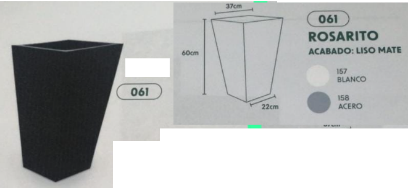 061
37cm
60cm
22cm
061
ROSARITO
ACABADO: LISO MATE
157
BLANCO
158
ACERO